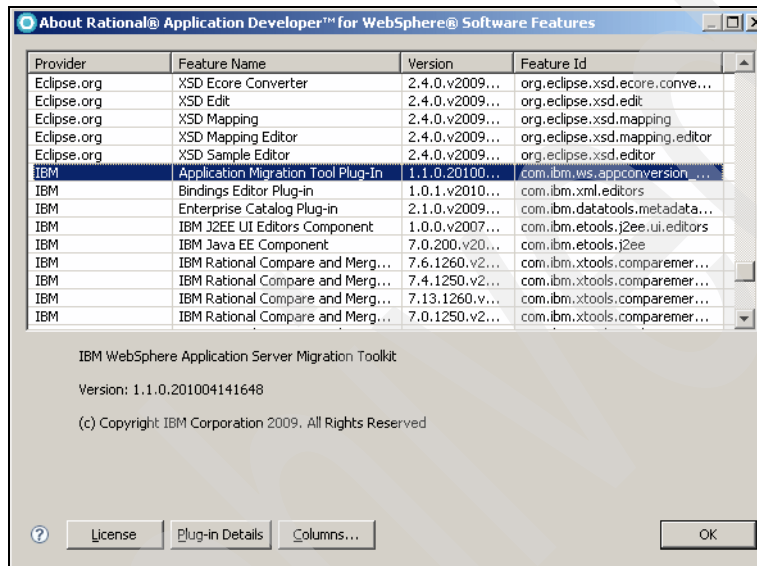 About Rational® Application Developer™ for WebSphere® Software Features
Provider Feature Name Version Feature Id
Eclipse.org XSD Ecore Converter 2.4.0.v2009... org.eclipse.xsd.ecore.conve...
Eclipse.org XSD Edit 2.4.0.v2009... org.eclipse.xsd.edit
Eclipse.org XSD Mapping 2.4.0.v2009... org.eclipse.xsd.mapping
Eclipse.org XSD Mapping Editor 2.4.0.v2009... org.eclipse.xsd.mapping.editor
Eclipse.org XSD Sample Editor 2.4.0.v2009... org.eclipse.xsd.editor
IBM Application Migration Tool Plug-In 1.1.0.20100... com.ibm.ws.appconversion_...
IBM Bindings Editor Plug-in 1.0.1.v2010... com.ibm.xml.editors
IBM Enterprise Catalog Plug-in 2.1.0.v2009... com.ibm.datatools.metadata...
IBM IBM J2EE UI Editors Component 1.0.0.v2007... com.ibm.etools.j2ee.ui.editors
IBM IBM Java EE Component 7.0.200.v20... com.ibm.etools.j2ee
IBM IBM Rational Compare and Merg... 7.6.1260.v2... com.ibm.xtools.comparemer...
IBM IBM Rational Compare and Merg... 7.4.1250.v2... com.ibm.xtools.comparemer...
IBM IBM Rational Compare and Merg... 7.13.1260.v... com.ibm.xtools.comparemer...
IBM IBM Rational Compare and Merg... 7.0.1250.v2... com.ibm.xtools.comparemer...
IBM WebSphere Application Server Migration Toolkit
Version: 1.1.0.201004141648
(c) Copyright IBM Corporation 2009. All Rights Reserved
License Plug-in Details Columns... OK